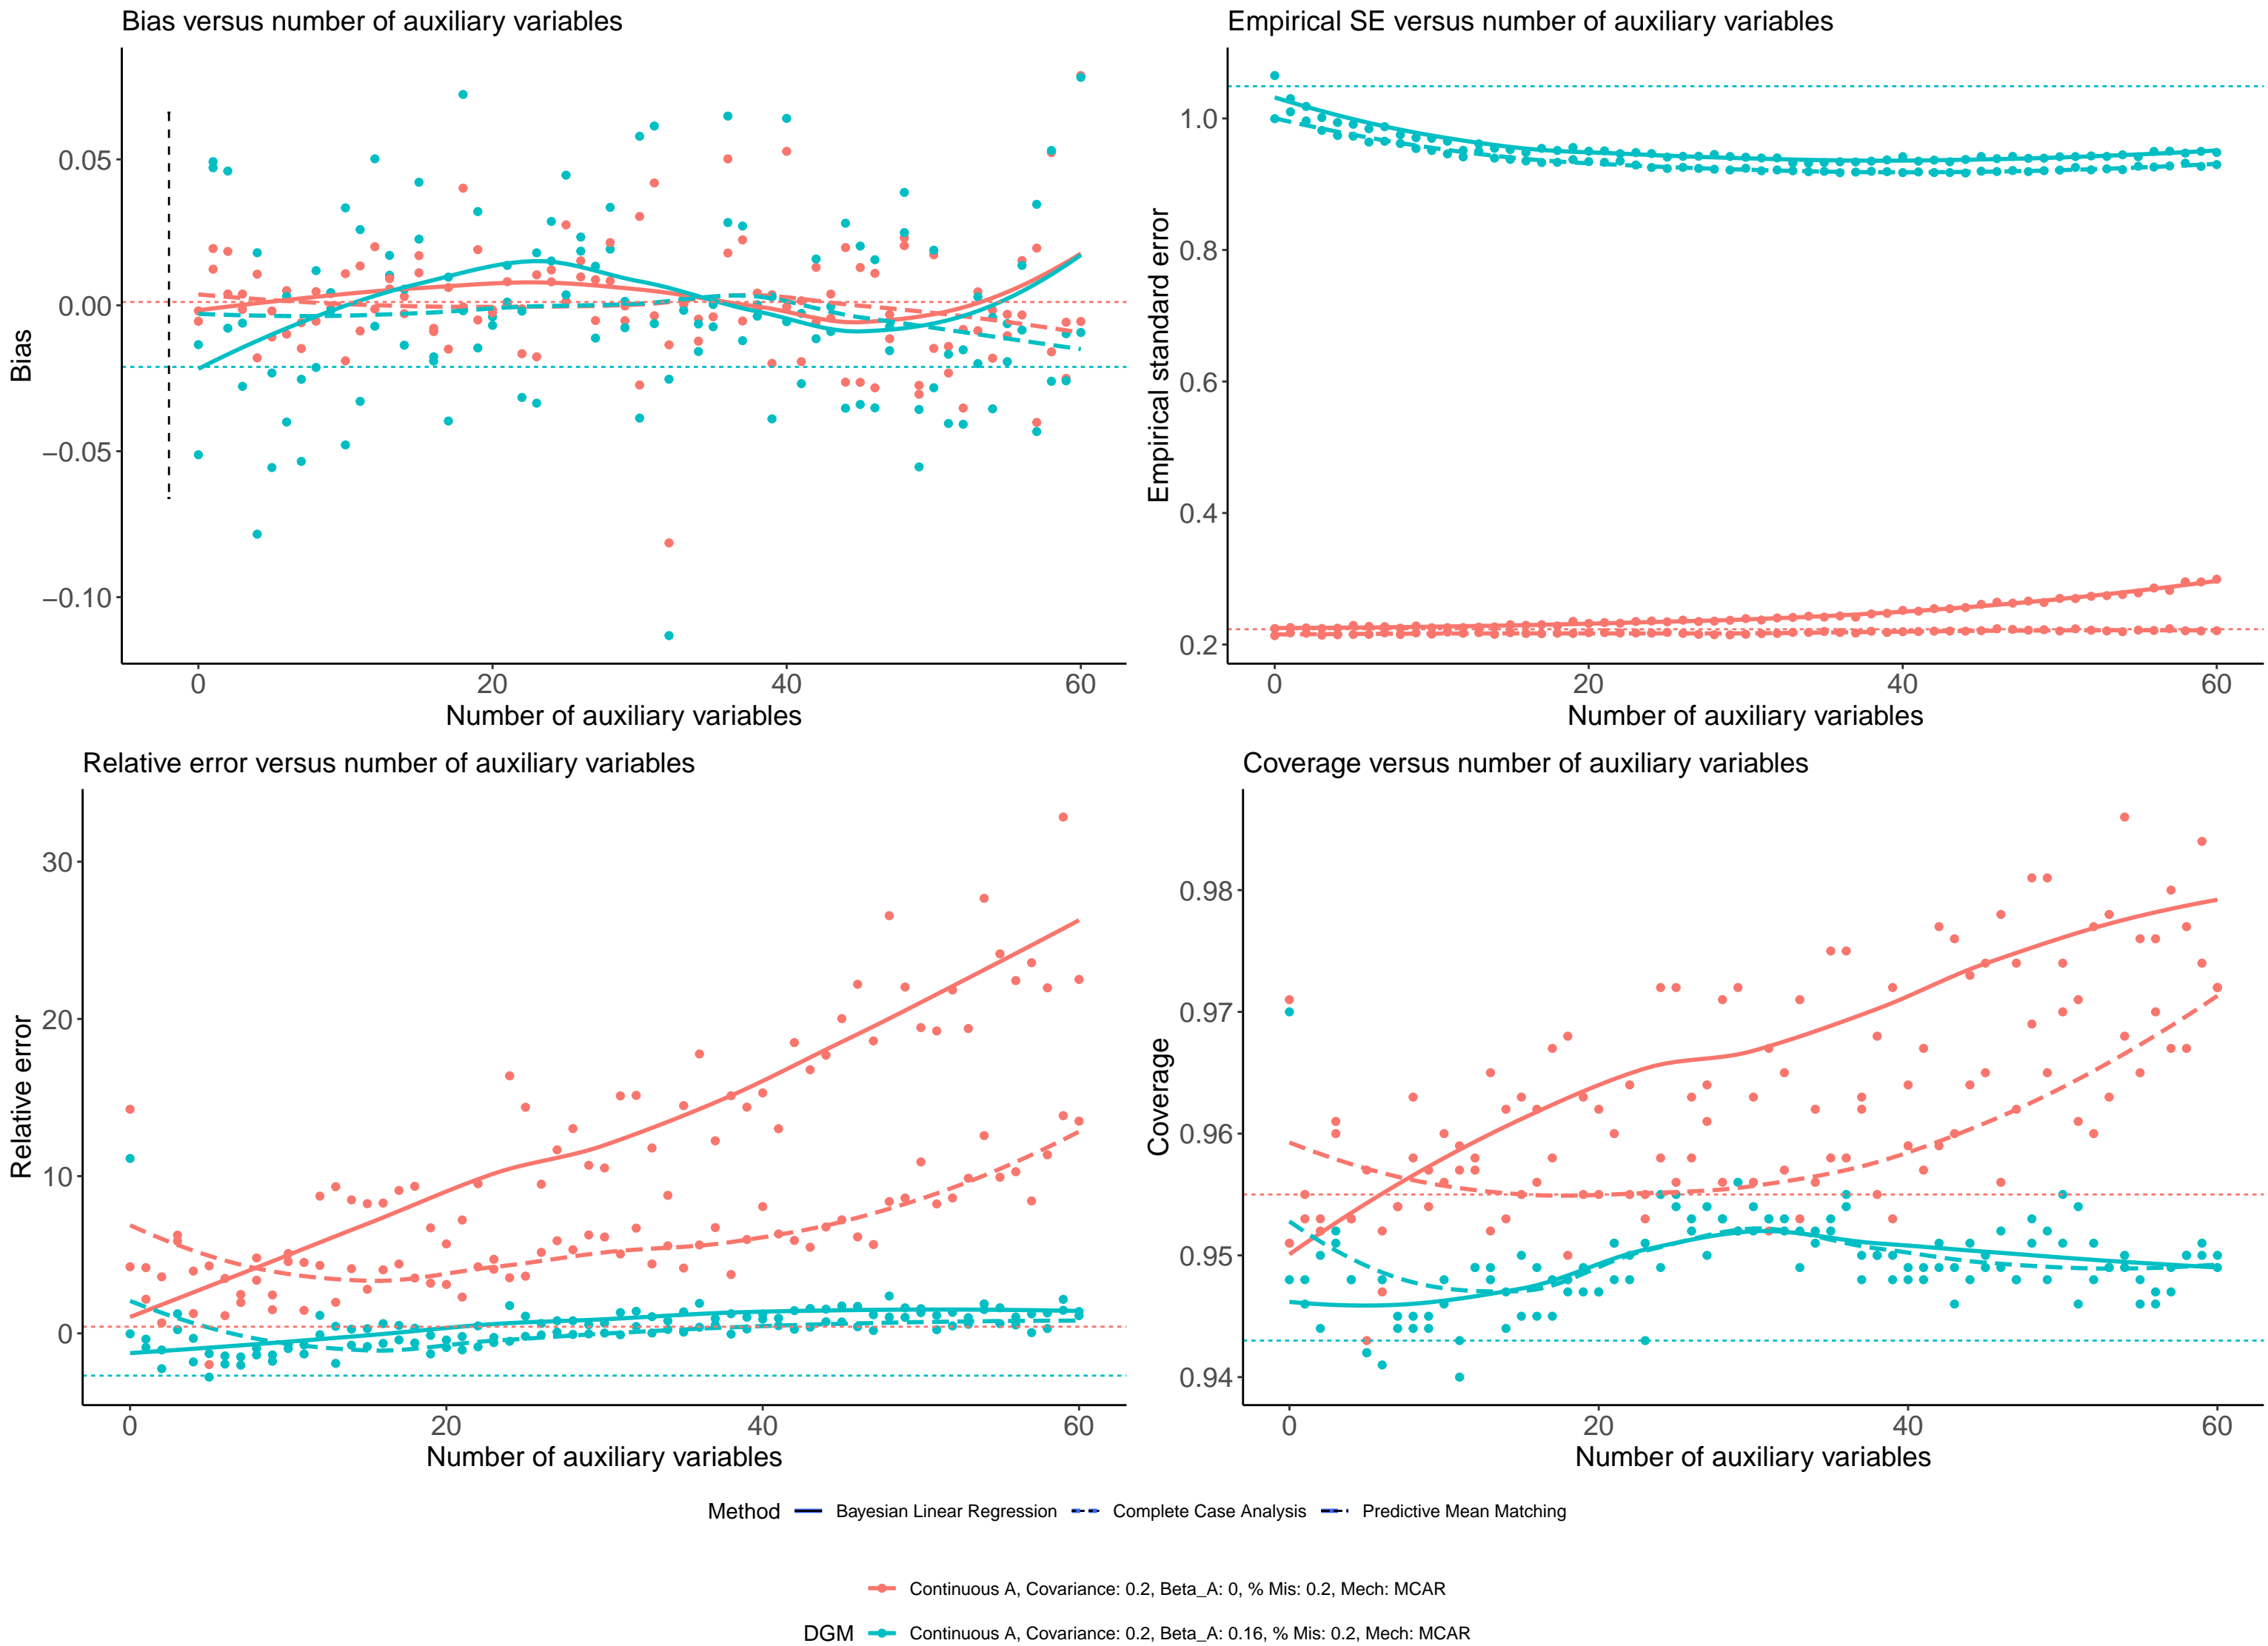 Bias versus number of auxiliary variables
Bias
0.05
0.00
−0.05
−0.10
0 20 40 60
Number of auxiliary variables
Empirical SE versus number of auxiliary variables
Empirical standard error
1.0
0.8
0.6
0.4
0.2
0 20 40 60
Number of auxiliary variables
Relative error versus number of auxiliary variables
Relative error
30
20
10
0
0 20 40 60
Number of auxiliary variables
Coverage versus number of auxiliary variables
Coverage
0.98
0.97
0.96
0.95
0.94
0 20 40 60
Number of auxiliary variables
Method Bayesian Linear Regression Complete Case Analysis Predictive Mean Matching
Continuous A, Covariance: 0.2, Beta_A: 0, % Mis: 0.2, Mech: MCAR
DGM Continuous A, Covariance: 0.2, Beta_A: 0.16, % Mis: 0.2, Mech: MCAR